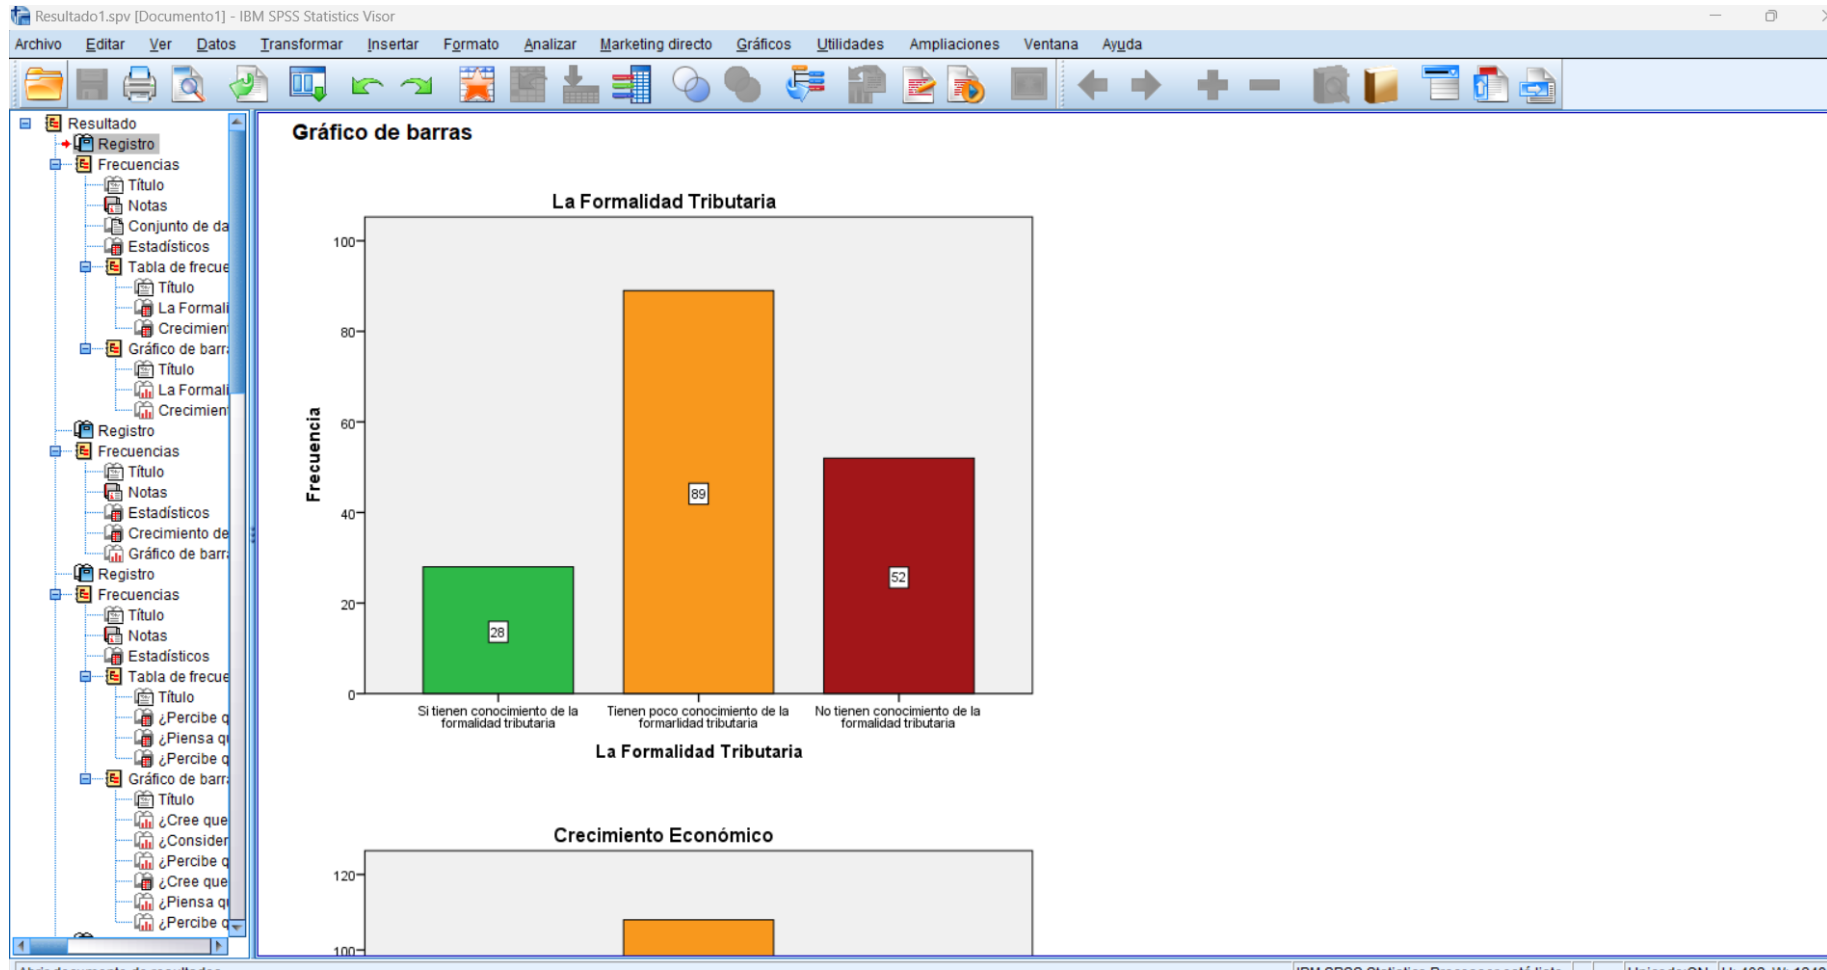 Resultado1.spv [Documento1] - IBM SPSS Statistics Visor
Archivo Editar Ver Datos Transformar Insertar Formato Analizar Marketing directo Gráficos Utilidades Ampliaciones Ventana Ayuda
Resultado
Registro
Frecuencias
Título
Notas
Conjunto de da
Estadísticos
Tabla de frecue
Título
La Formali
Crecimien
Gráfico de barr
Título
La Formali
Crecimien
Registro
Frecuencias
Título
Notas
Estadísticos
Crecimiento de
Gráfico de barr
Registro
Frecuencias
Título
Notas
Estadísticos
Tabla de frecue
Título
¿Percibe q
¿Piensa q
¿Percibe q
Gráfico de barr
Título
¿Cree que
¿Consider
¿Percibe q
¿Cree que
¿Piensa q
¿Percibe q
Gráfico de barras
La Formalidad Tributaria
100
80
60
40
20
0
Frecuencia
28
89
52
Si tienen conocimiento de la
formalidad tributaria
Tienen poco conocimiento de la
formarlidad tributaria
No tienen conocimiento de la
formalidad tributaria
La Formalidad Tributaria
Crecimiento Económico
120
100